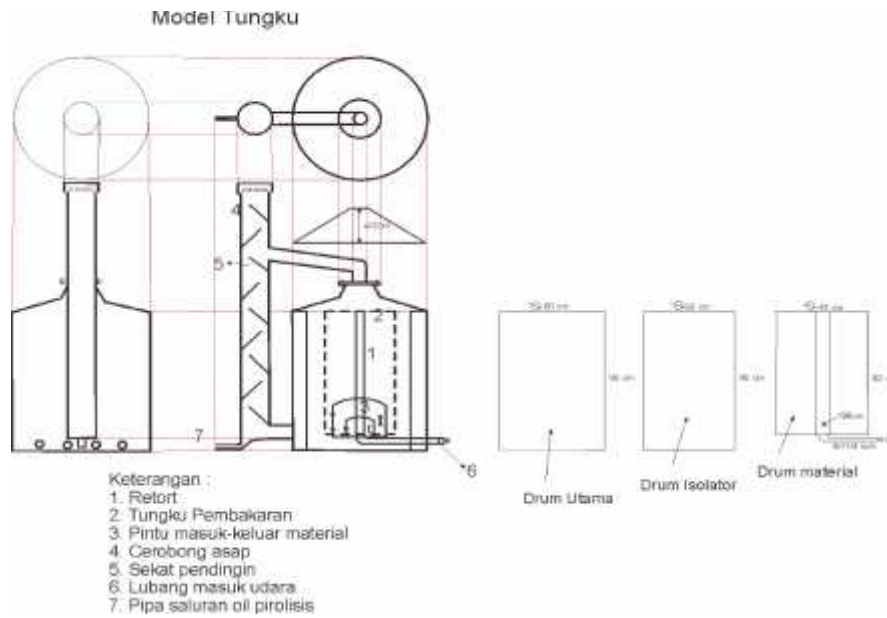 Model Tungku
4
5
2
1
3
7
6
Drum Utama
Drum Isolator
Drum material
Keterangan :
1. Retort
2. Tungku Pembakaran
3. Pintu masuk-keluar material
4. Cerobong asap
5. Sekat pendingin
6. Lubang masuk udara
7. Pipa saluran oil pirolisis